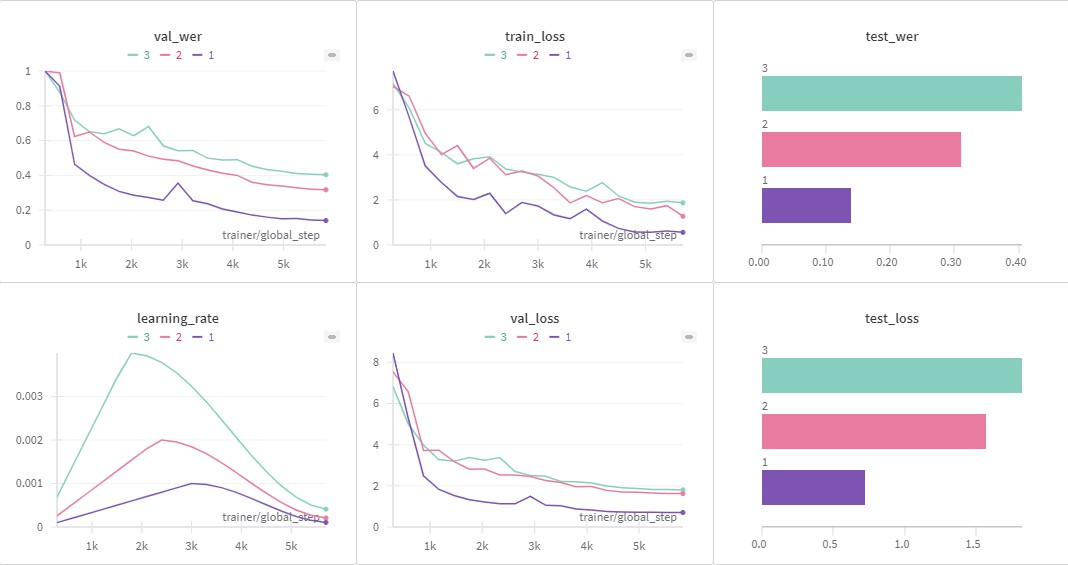 val_wer
3 2 1
1
0.8
0.6
0.4
0.2
0
1k 2k 3k 4k 5k
trainer/global_step
train_loss
3 2 1
6
4
2
0
1k 2k 3k 4k 5k
trainer/global_step
test_wer
3
2
1
0.00 0.10 0.20 0.30 0.40
learning_rate
3 2 1
0.003
0.002
0.001
0
1k 2k 3k 4k 5k
trainer/global_step
val_loss
3 2 1
8
6
4
2
0
1k 2k 3k 4k 5k
trainer/global_step
test_loss
3
2
1
0.0 0.5 1.0 1.5